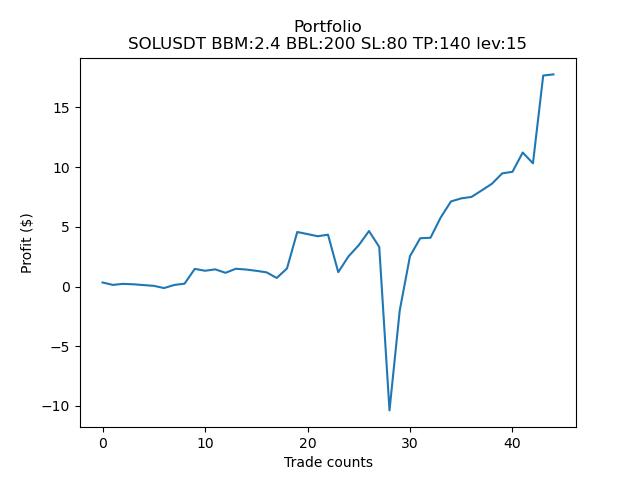 Portfolio
SOLUSDT BBM:2.4 BBL:200 SL:80 TP:140 lev:15
15
10
5
0
−5
−10
Profit ($)
0 10 20 30 40
Trade counts